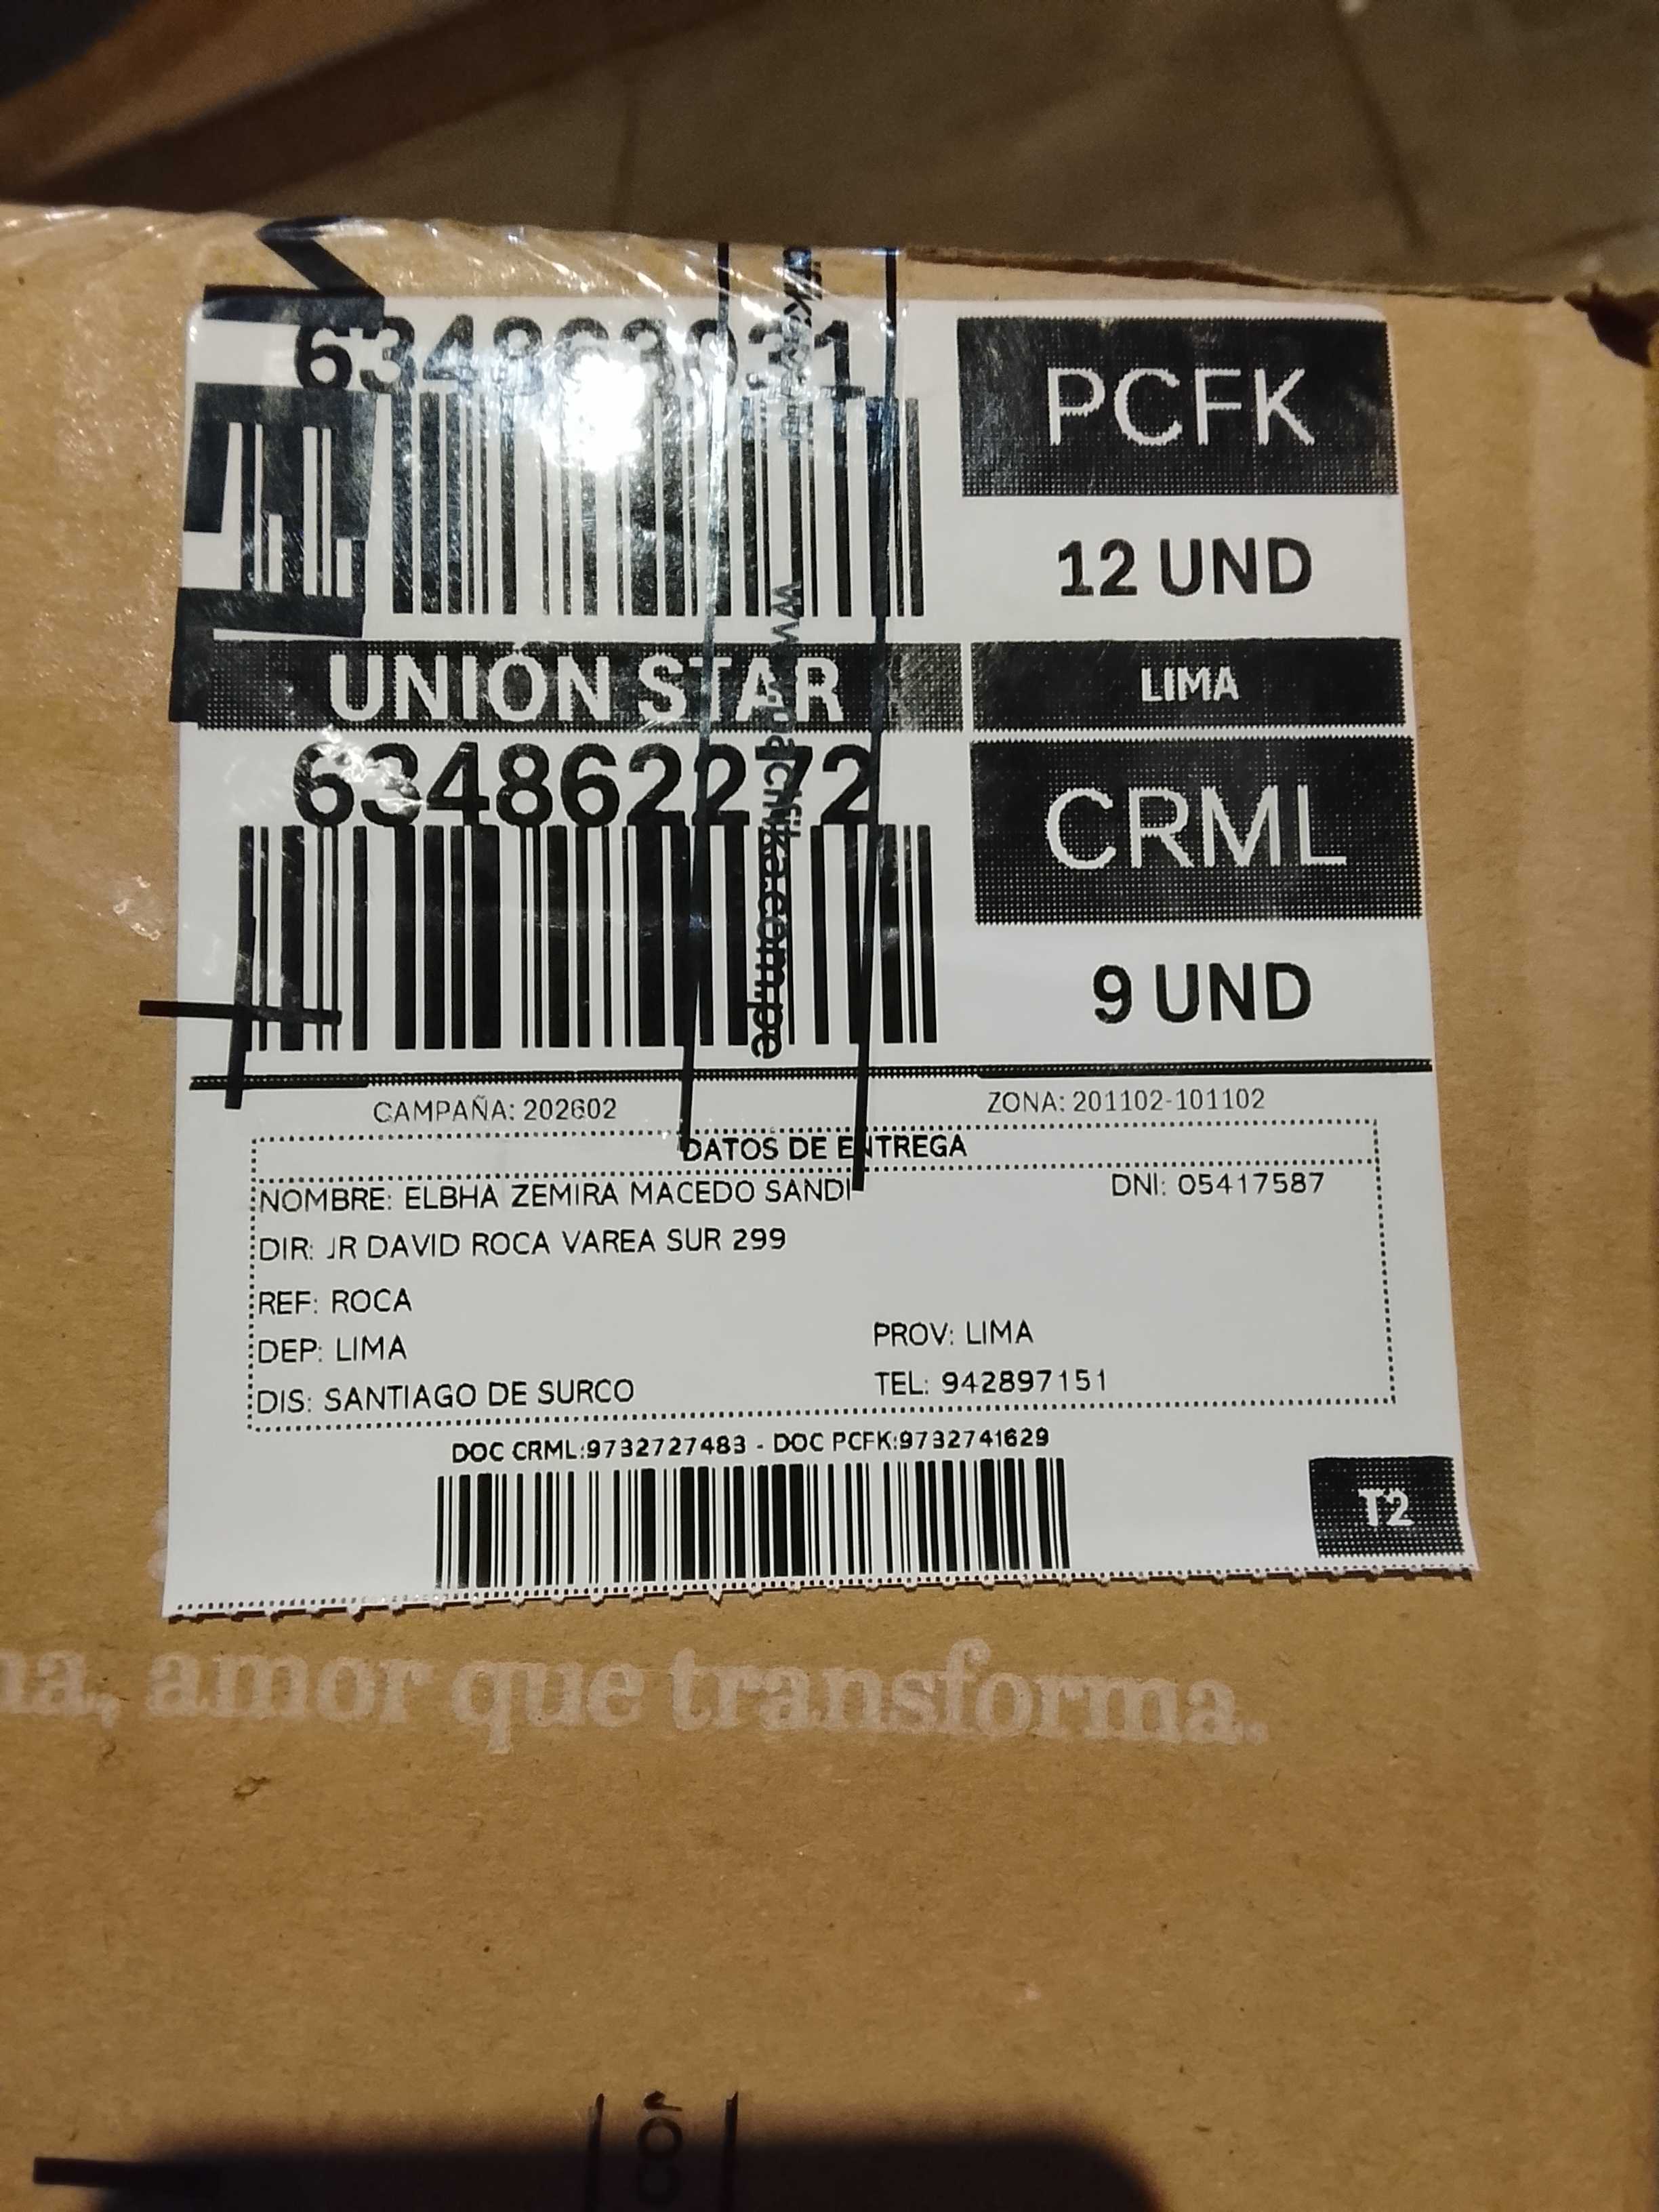 PCFK
12 UND
UNION STAR
LIMA
634862272
CRML
9 UND
CAMPAÑA: 202602
ZONA: 201102-101102
DATOS DE ENTREGA
NOMBRE: ELBHA ZEMIRA MACEDO SANDI
DNI: 05417587
DIR: JR DAVID ROCA VAREA SUR 299
REF: ROCA
DEP: LIMA
PROV: LIMA
DIS: SANTIAGO DE SURCO
TEL: 942897151
DOC CRML:9732727483 - DOC PCFK:9732741629
T2
amor que transforma.